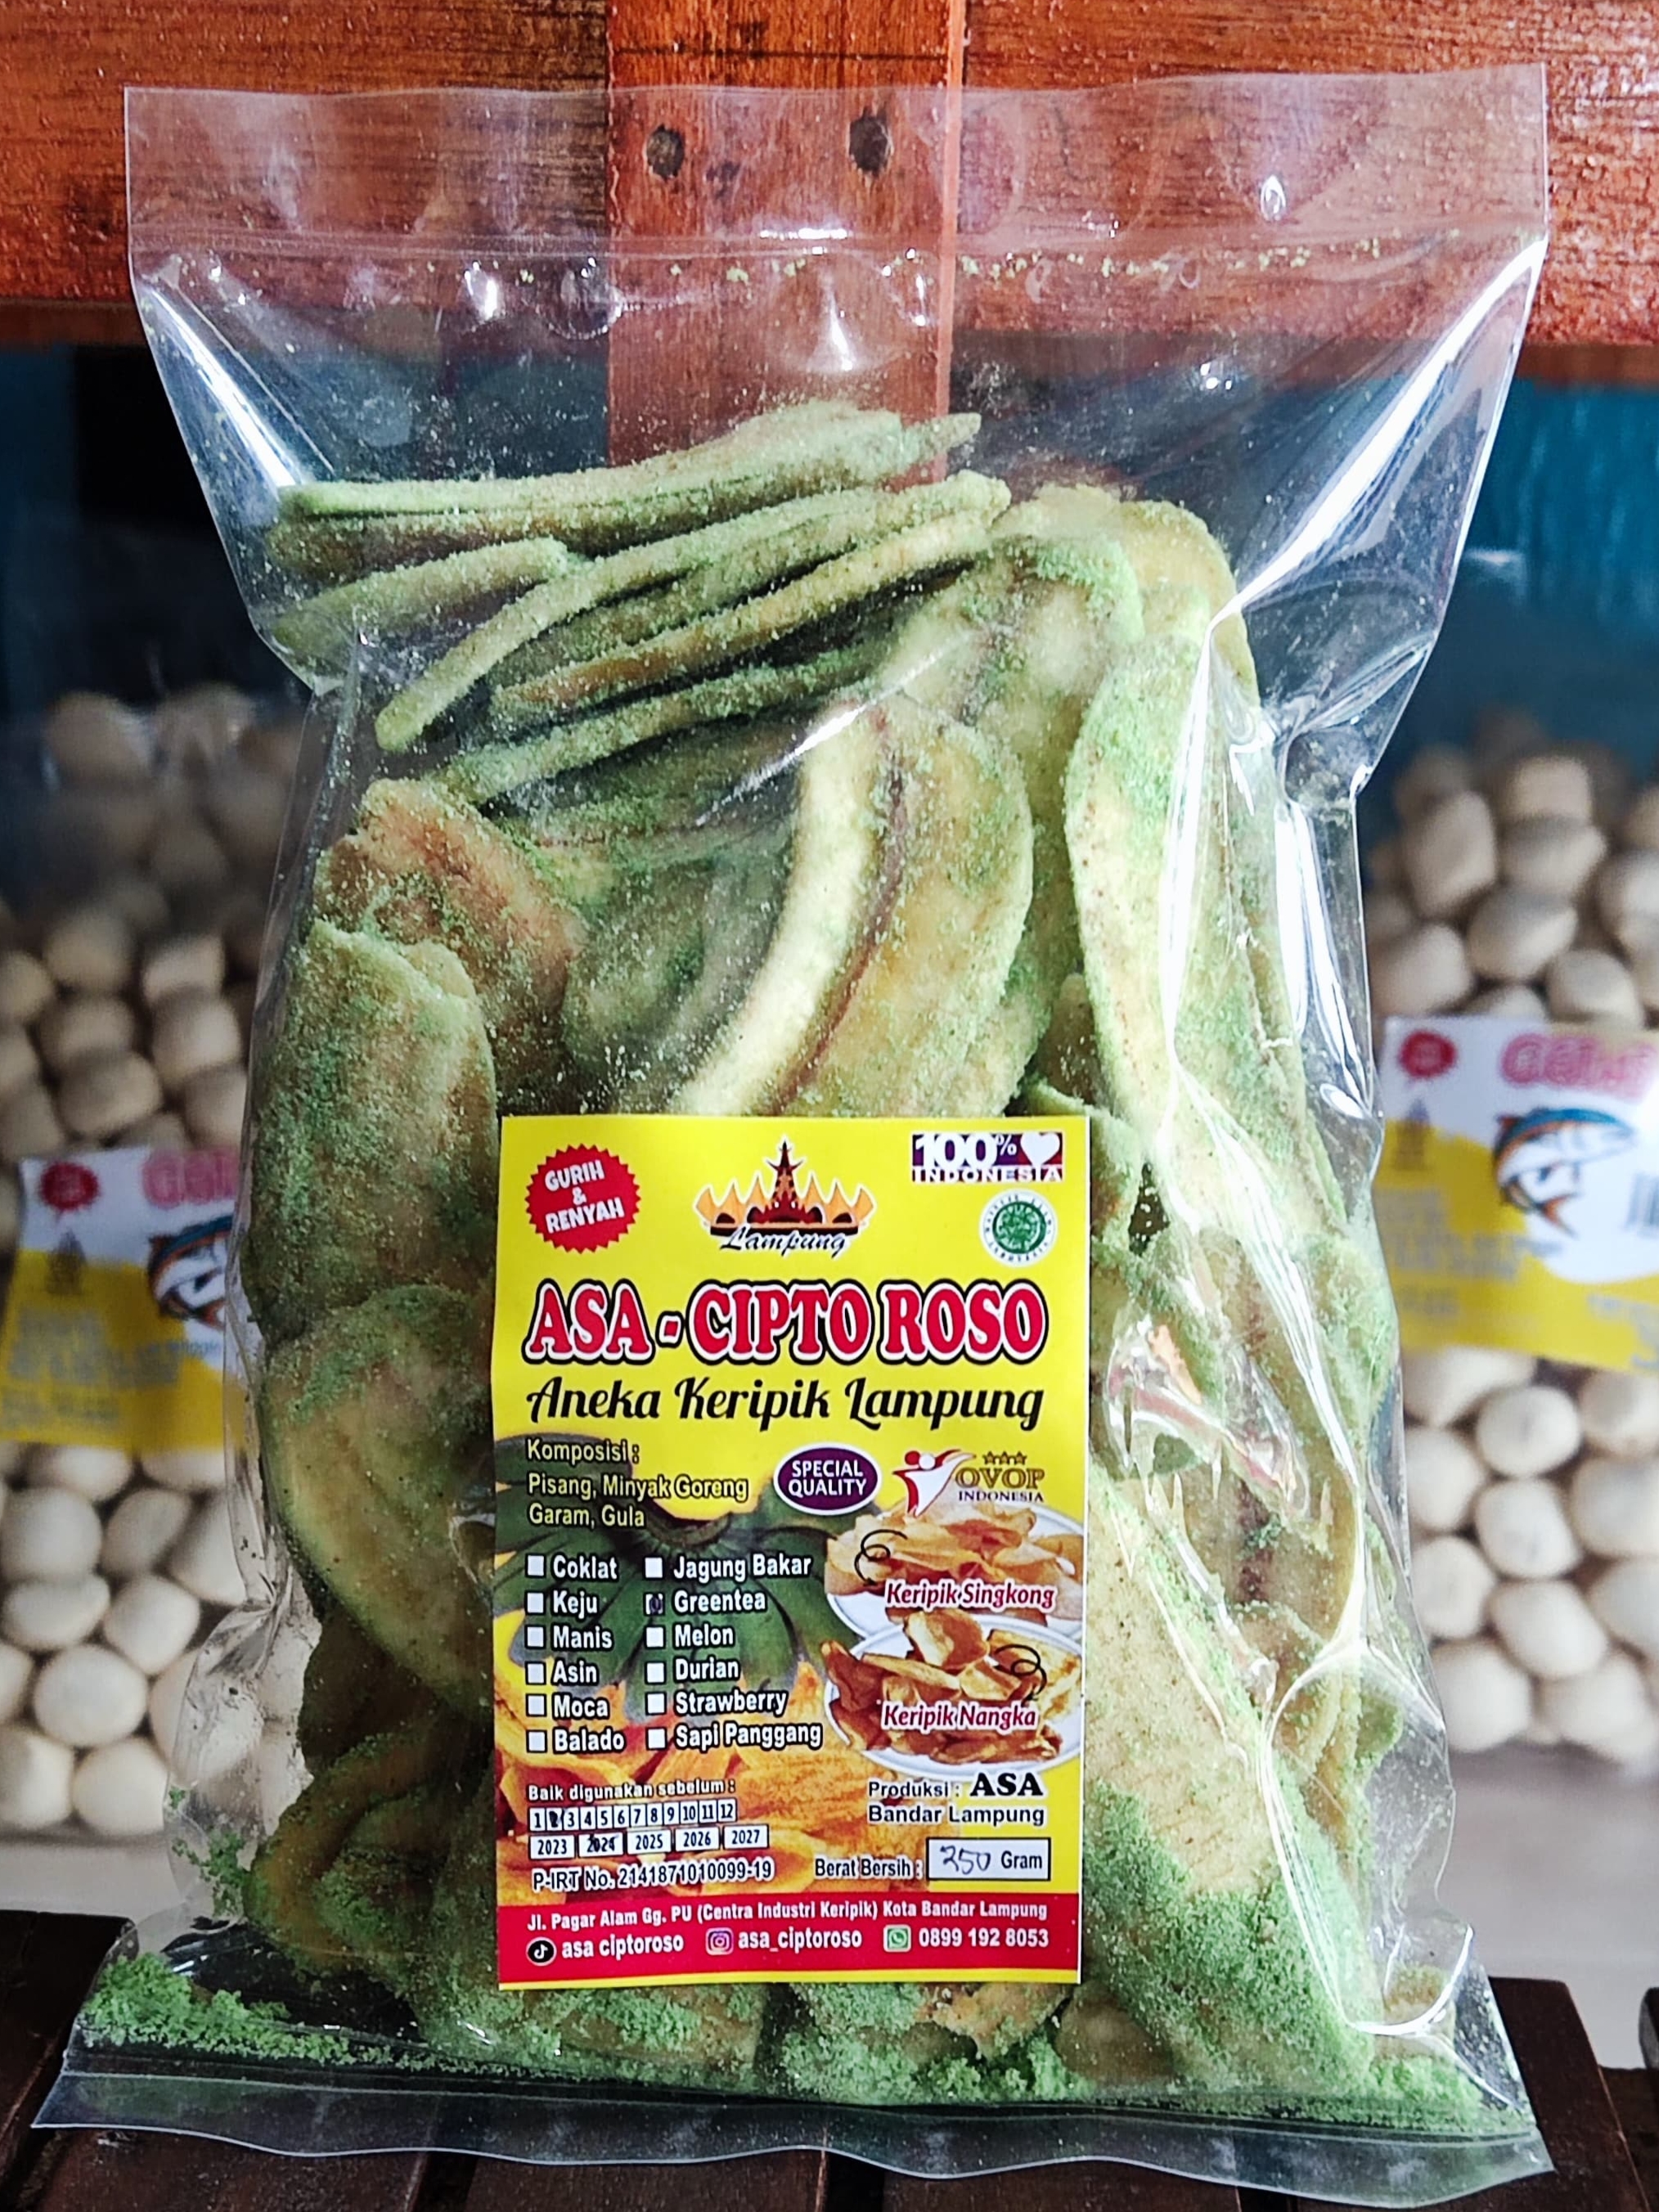 GURIH
&
RENYAH
Lampung
100%
INDONESIA
ASA - CIPTO ROSO
Aneka Keripik Lampung
Komposisi :
Pisang, Minyak Goreng
Garam, Gula
SPECIAL
QUALITY
OVOP
INDONESIA
Coklat
Keju
Manis
Asin
Moca
Balado
Jagung Bakar
Greentea
Melon
Durian
Strawberry
Sapi Panggang
Keripik Singkong
Keripik Nangka
Baik digunakan sebelum :
1 2 3 4 5 6 7 8 9 10 11 12
2023 2024 2025 2026 2027
P-IRT No. 2141871010099-19
Produksi : ASA
Bandar Lampung
Berat Bersih : 250 Gram
Jl. Pagar Alam Gg. PU (Centra Industri Keripik) Kota Bandar Lampung
asa ciptoroso asa_ciptoroso 0899 192 8053